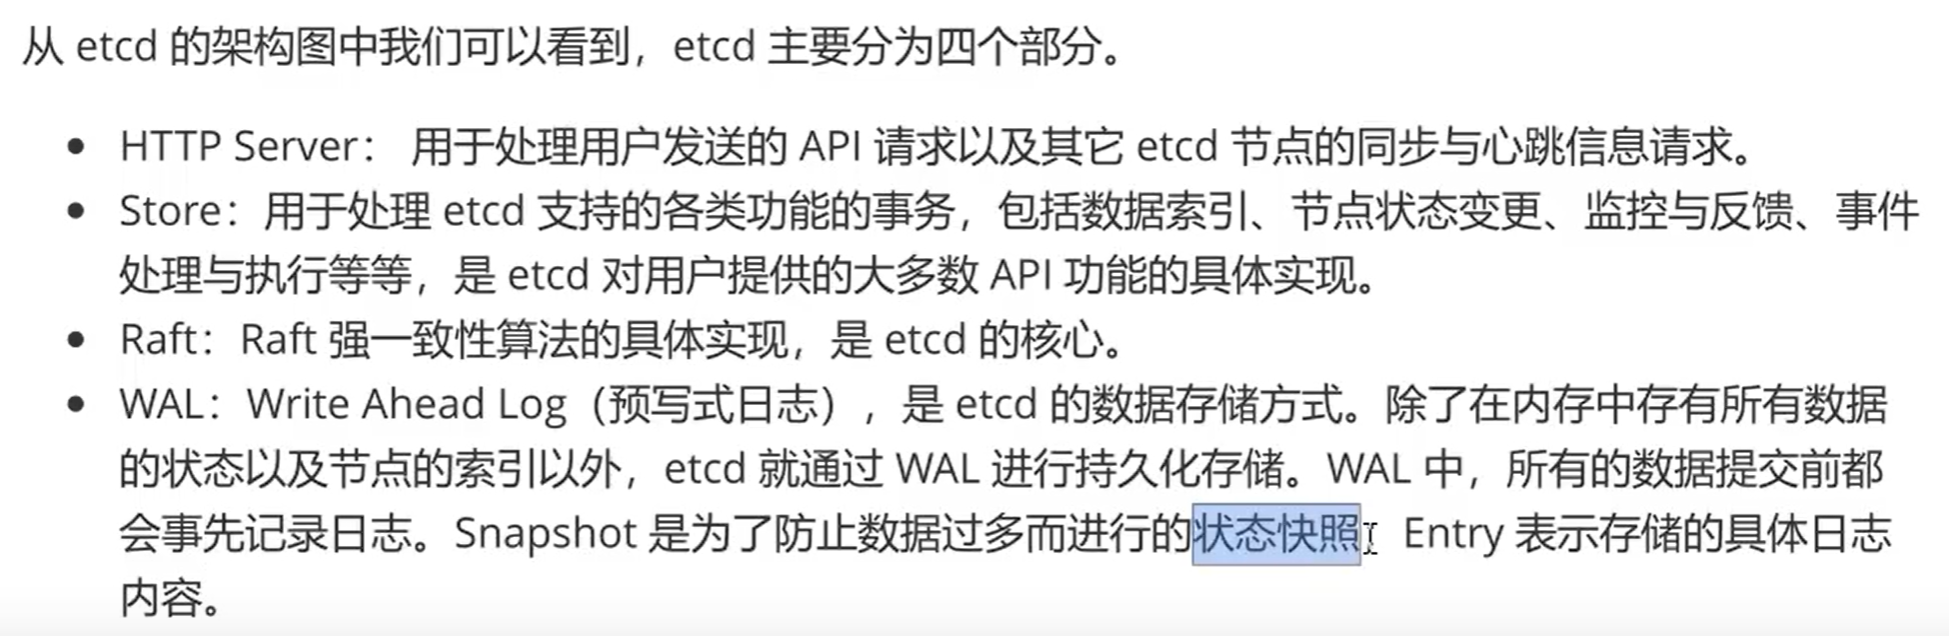 从 etcd 的架构图中我们可以看到，etcd 主要分为四个部分。
• HTTP Server： 用于处理用户发送的 API 请求以及其它 etcd 节点的同步与心跳信息请求。
• Store：用于处理 etcd 支持的各类功能的事务，包括数据索引、节点状态变更、监控与反馈、事件
处理与执行等等，是 etcd 对用户提供的大多数 API 功能的具体实现。
• Raft：Raft 强一致性算法的具体实现，是 etcd 的核心。
• WAL：Write Ahead Log（预写式日志），是 etcd 的数据存储方式。除了在内存中存有所有数据
的状态以及节点的索引以外，etcd 就通过 WAL 进行持久化存储。WAL 中，所有的数据提交前都
会事先记录日志。Snapshot 是为了防止数据过多而进行的状态快照 Entry 表示存储的具体日志
内容。